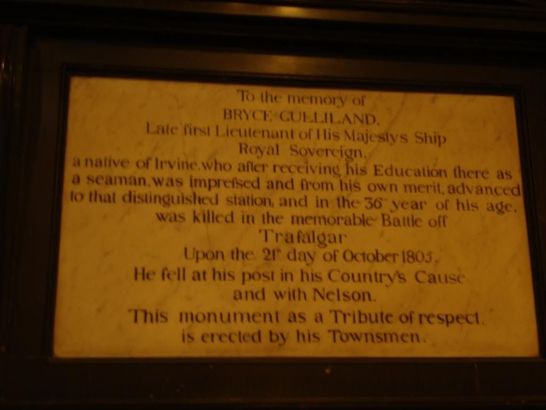 To the memory of
BRYCE GULLILAND,
Late first Lieutenant of His Majestys Ship
Royal Sovereign.
a native of Irvine, who after receiving his Education there as
a seaman, was imprefsed and from his own merit, advanced
to that distinguished station, and in the 36th year of his age,
was killed in the memorable Battle off
Trafalgar
Upon the 21st day of October 1805.
He fell at his post in his Country's Cause
and with Nelson.
This monument as a Tribute of respect,
is erected by his Townsmen.